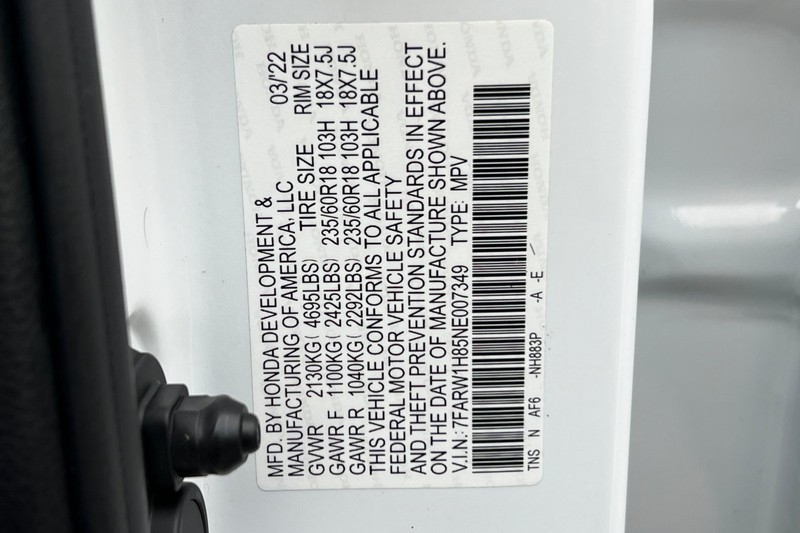 MFD. BY HONDA DEVELOPMENT &
MANUFACTURING OF AMERICA, LLC 03/'22
GVWR 2130KG ( 4695LBS) TIRE SIZE RIM SIZE
GAWR F 1100KG ( 2425LBS) 235/60R18 103H 18X7.5J
GAWR R 1040KG ( 2292LBS) 235/60R18 103H 18X7.5J
THIS VEHICLE CONFORMS TO ALL APPLICABLE
FEDERAL MOTOR VEHICLE SAFETY
AND THEFT PREVENTION STANDARDS IN EFFECT
ON THE DATE OF MANUFACTURE SHOWN ABOVE.
V.I.N.: 7FARW1H85NE007349 TYPE: MPV
TNS N AF6 -NH883P -A -E